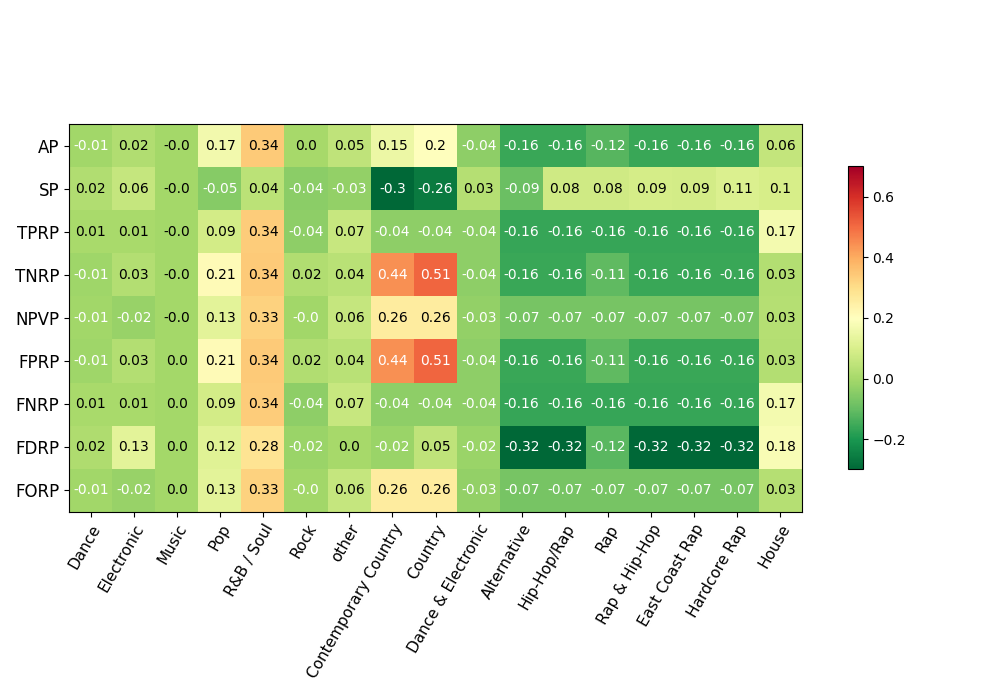 AP -0.01 0.02 -0.0 0.17 0.34 0.0 0.05 0.15 0.2 -0.04 -0.16 -0.16 -0.12 -0.16 -0.16 -0.16 0.06
SP 0.02 0.06 -0.0 -0.05 0.04 -0.04 -0.03 -0.3 -0.26 0.03 -0.09 0.08 0.08 0.09 0.09 0.11 0.1
TPRP 0.01 0.01 -0.0 0.09 0.34 -0.04 0.07 -0.04 -0.04 -0.04 -0.16 -0.16 -0.16 -0.16 -0.16 -0.16 0.17
TNRP -0.01 0.03 -0.0 0.21 0.34 0.02 0.04 0.44 0.51 -0.04 -0.16 -0.16 -0.11 -0.16 -0.16 -0.16 0.03
NPVP -0.01 -0.02 -0.0 0.13 0.33 -0.0 0.06 0.26 0.26 -0.03 -0.07 -0.07 -0.07 -0.07 -0.07 -0.07 0.03
FPRP -0.01 0.03 0.0 0.21 0.34 0.02 0.04 0.44 0.51 -0.04 -0.16 -0.16 -0.11 -0.16 -0.16 -0.16 0.03
FNRP 0.01 0.01 0.0 0.09 0.34 -0.04 0.07 -0.04 -0.04 -0.04 -0.16 -0.16 -0.16 -0.16 -0.16 -0.16 0.17
FDRP 0.02 0.13 0.0 0.12 0.28 -0.02 0.0 -0.02 0.05 -0.02 -0.32 -0.32 -0.12 -0.32 -0.32 -0.32 0.18
FORP -0.01 -0.02 0.0 0.13 0.33 -0.0 0.06 0.26 0.26 -0.03 -0.07 -0.07 -0.07 -0.07 -0.07 -0.07 0.03
Dance
Electronic
Music
Pop
R&B / Soul
Rock
other
Contemporary Country
Country
Dance & Electronic
Alternative
Hip-Hop/Rap
Rap
Rap & Hip-Hop
East Coast Rap
Hardcore Rap
House
0.6
0.4
0.2
0.0
−0.2